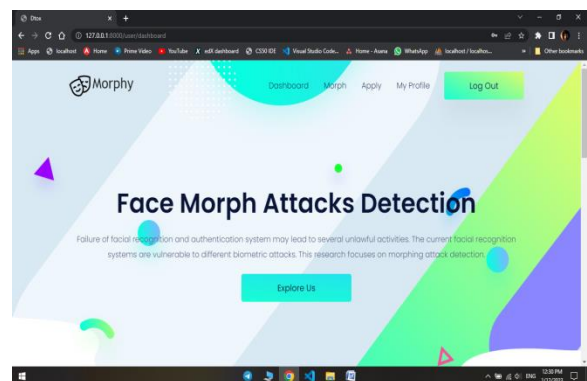 Dtox
127.0.0.1:8000/user/dashboard
Apps localhost Home Prime Video YouTube edX dashboard CS50 IDE Visual Studio Code... Home - Asana WhatsApp localhost / localhos... » Other bookmarks
Morphy Dashboard Morph Apply My Profile Log Out
Face Morph Attacks Detection
Failure of facial recognition and authentication system may lead to several unlawful activities. The current facial recognition
systems are vulnerable to different biometric attacks. This research focuses on morphing attack detection.
Explore Us
ENG 12:30 PM